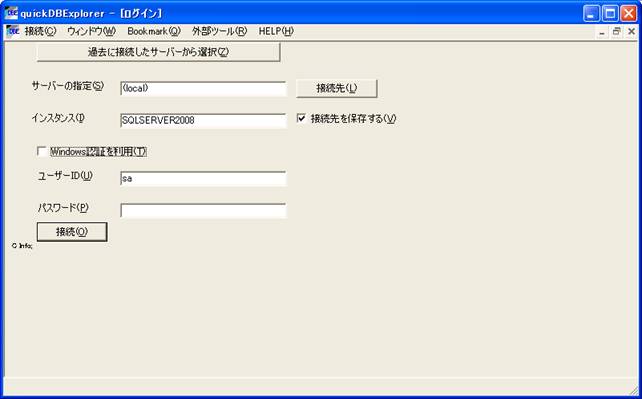 quickDBExplorer - [ログイン]
接続(C) ウィンドウ(W) Bookmark(O) 外部ツール(R) HELP(H)
過去に接続したサーバーから選択(Z)
サーバーの指定(S) (local) 接続先(L)
インスタンス(I) SQLSERVER2008 接続先を保存する(V)
Windows認証を利用(T)
ユーザーID(U) sa
パスワード(P)
接続(O)
C Info;